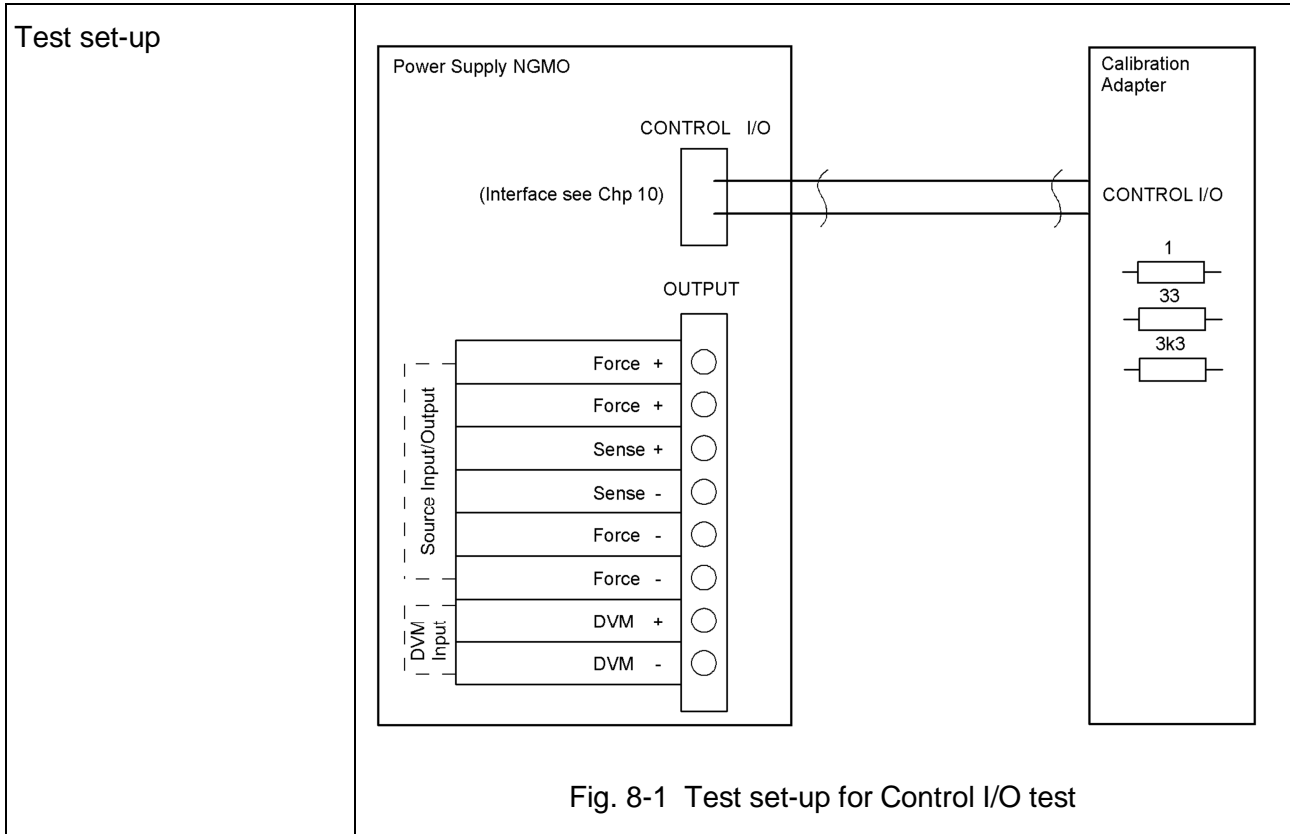 Test set-up
Power Supply NGMO
CONTROL I/O
(Interface see Chp 10)
OUTPUT
Source Input/Output
Force +
Force +
Sense +
Sense -
Force -
Force -
DVM
Input
DVM +
DVM -
Calibration
Adapter
CONTROL I/O
1
33
3k3
Fig. 8-1 Test set-up for Control I/O test